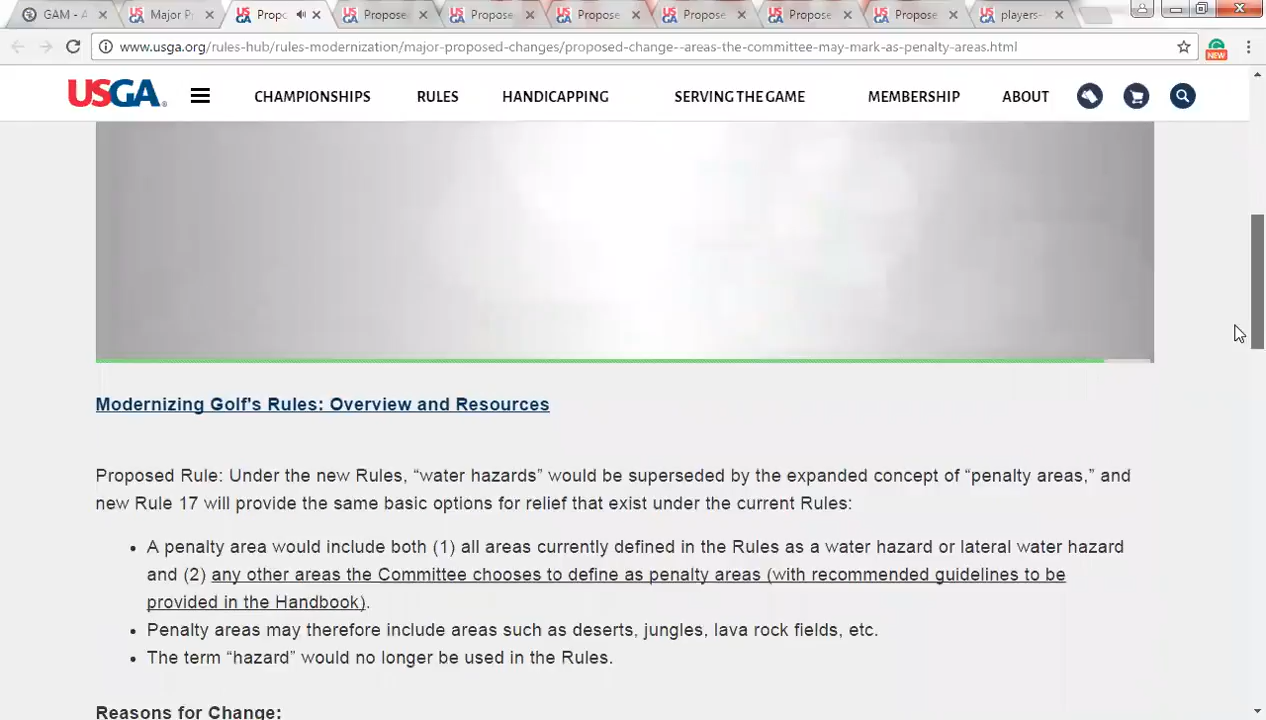 GAM - A
Major P
Propo
Propose
Propose
Propose
Propose
Propose
Propose
players-
www.usga.org/rules-hub/rules-modernization/major-proposed-changes/proposed-change--areas-the-committee-may-mark-as-penalty-areas.html
NEW
USGA CHAMPIONSHIPS RULES HANDICAPPING SERVING THE GAME MEMBERSHIP ABOUT
Modernizing Golf's Rules: Overview and Resources
Proposed Rule: Under the new Rules, “water hazards” would be superseded by the expanded concept of “penalty areas,” and
new Rule 17 will provide the same basic options for relief that exist under the current Rules:
• A penalty area would include both (1) all areas currently defined in the Rules as a water hazard or lateral water hazard
and (2) any other areas the Committee chooses to define as penalty areas (with recommended guidelines to be
provided in the Handbook).
• Penalty areas may therefore include areas such as deserts, jungles, lava rock fields, etc.
• The term “hazard” would no longer be used in the Rules.
Reasons for Change: